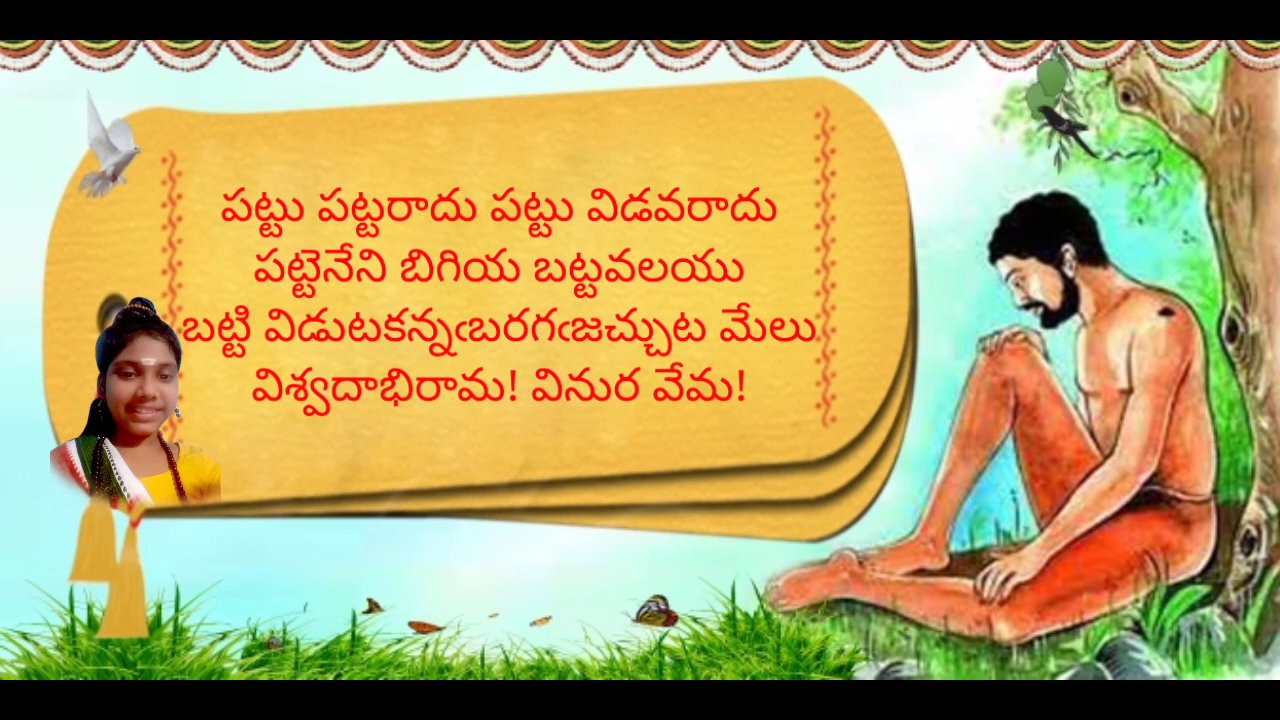 పట్టు పట్టరాదు పట్టు విడవరాదు
పట్టెనేని బిగియ బట్టవలయు
బట్టి విడుటకన్నఁబరగఁజచ్చుట మేలు
విశ్వదాభిరామ! వినుర వేమ!